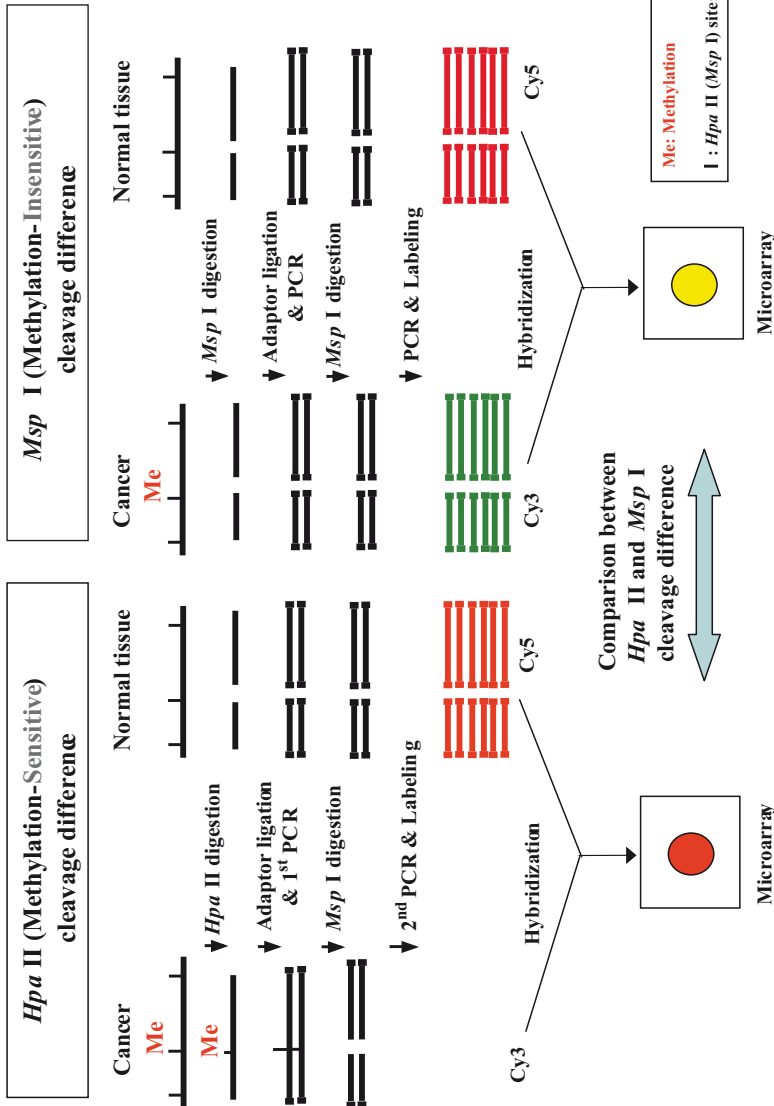 Hpa II (Methylation-Sensitive)
cleavage difference
Cancer
Normal tissue
Me
Me
Hpa II digestion
Adaptor ligation
& 1st PCR
Msp I digestion
2nd PCR & Labeling
Cy3
Cy5
Hybridization
Microarray
Msp I (Methylation-Insensitive)
cleavage difference
Cancer
Normal tissue
Me
Msp I digestion
Adaptor ligation
& PCR
Msp I digestion
PCR & Labeling
Cy3
Cy5
Hybridization
Microarray
Comparison between
Hpa II and Msp I
cleavage difference
Me: Methylation
I : Hpa II (Msp I) site